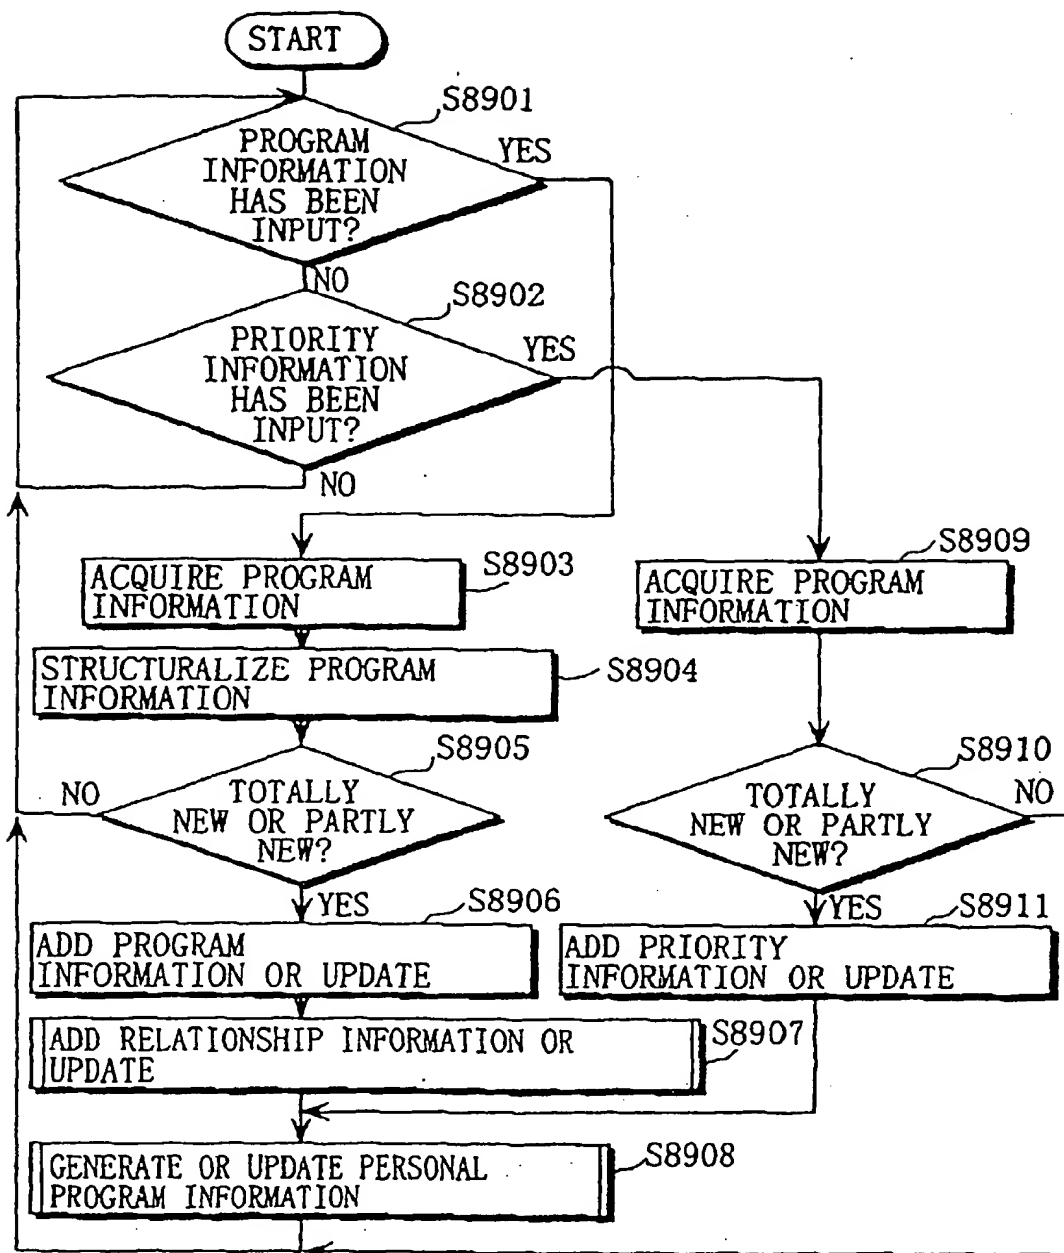 START
S8901
PROGRAM
INFORMATION
HAS BEEN
INPUT?
YES
NO
S8902
PRIORITY
INFORMATION
HAS BEEN
INPUT?
YES
NO
S8903
ACQUIRE PROGRAM
INFORMATION
S8909
ACQUIRE PROGRAM
INFORMATION
STRUCTURALIZE PROGRAM
INFORMATION
S8904
S8905
NO
TOTALLY
NEW OR PARTLY
NEW?
YES
S8910
NO
TOTALLY
NEW OR PARTLY
NEW?
YES
S8906
ADD PROGRAM
INFORMATION OR UPDATE
S8911
ADD PRIORITY
INFORMATION OR UPDATE
ADD RELATIONSHIP INFORMATION OR
UPDATE
S8907
GENERATE OR UPDATE PERSONAL
PROGRAM INFORMATION
S8908